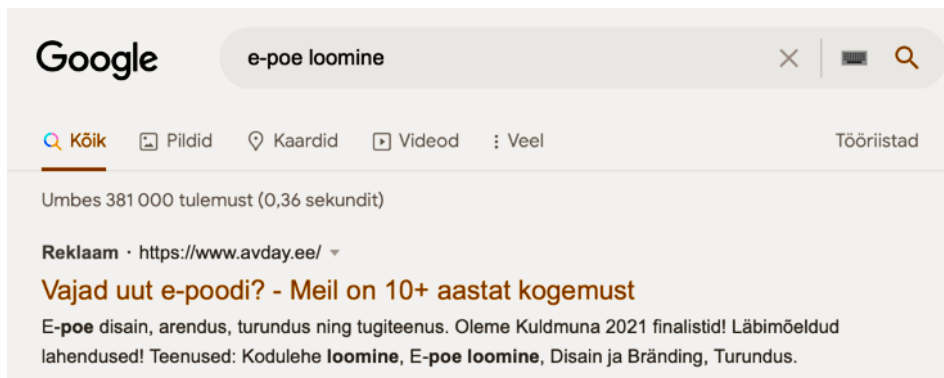 Google
e-poe loomine
Kõik Pildid Kaardid Videod Veel Tööriistad
Umbes 381 000 tulemust (0,36 sekundit)
Reklaam · https://www.avday.ee/
Vajad uut e-poodi? - Meil on 10+ aastat kogemust
E-poe disain, arendus, turundus ning tugiteenus. Oleme Kuldmuna 2021 finalistid! Läbimõeldud
lahendused! Teenused: Kodulehe loomine, E-poe loomine, Disain ja Bränding, Turundus.